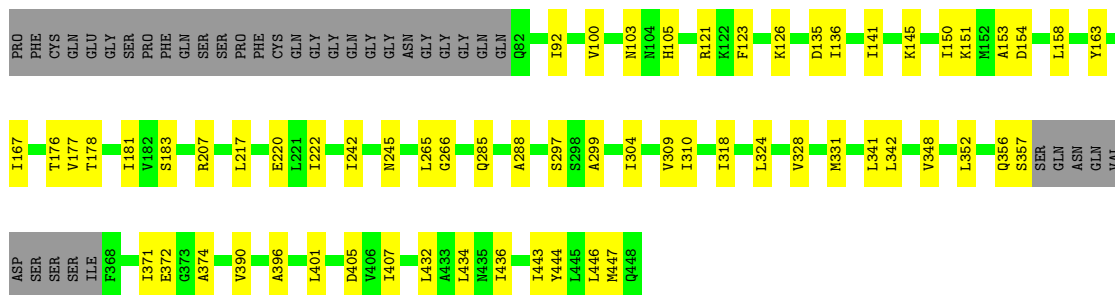 PRO PHE CYS GLN GLU GLY SER PRO PHE GLN SER SER PRO PHE CYS GLN GLY GLY GLN GLY GLY ASN GLY GLY GLY GLN GLN Q82 I92 V100 N103 N104 H105 R121 K122 F123 K126 D135 I136 I141 K145 I150 K151 M152 A153 D154 L158 Y163
I167 T176 V177 T178 I181 V182 S183 R207 L217 E220 L221 I222 I242 N245 L265 G266 Q285 A288 S297 S298 A299 I304 V309 I310 I318 L324 V328 M331 L341 L342 V348 L352 Q356 S357 SER GLN ASN GLN VAL
ASP SER SER SER ILE F368 I371 E372 G373 A374 V390 A396 L401 D405 V406 I407 L432 A433 L434 N435 I436 I443 Y444 L445 L446 M447 Q448